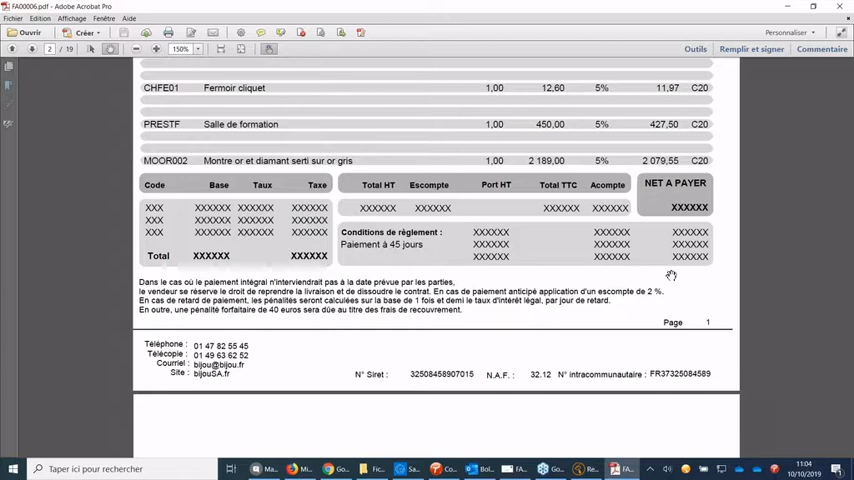 FA00006.pdf - Adobe Acrobat Pro
Fichier Edition Affichage Fenêtre Aide
Ouvrir Créer Personnaliser
2 / 19 150% Outils Remplir et signer Commentaire
CHFE01 Fermoir cliquet 1,00 12,60 5% 11,97 C20
PRESTF Salle de formation 1,00 450,00 5% 427,50 C20
MOOR002 Montre or et diamant serti sur or gris 1,00 2 189,00 5% 2 079,55 C20
Code Base Taux Taxe Total HT Escompte Port HT Total TTC Acompte NET A PAYER
XXX XXXXXX XXXXXX XXXXXX XXXXXX XXXXXX XXXXXX XXXXXX XXXXXX
XXX XXXXXX XXXXXX XXXXXX
XXX XXXXXX XXXXXX XXXXXX Conditions de règlement : XXXXXX XXXXXX
Paiement à 45 jours XXXXXX XXXXXX
Total XXXXXX XXXXXX XXXXXX XXXXXX
Dans le cas où le paiement intégral n'interviendrait pas à la date prévue par les parties,
le vendeur se réserve le droit de reprendre la livraison et de dissoudre le contrat. En cas de paiement anticipé application d'un escompte de 2 %.
En cas de retard de paiement, les pénalités seront calculées sur la base de 1 fois et demi le taux d'intérêt légal, par jour de retard.
En outre, une pénalité forfaitaire de 40 euros sera dûe au titre des frais de recouvrement.
Page 1
Téléphone : 01 47 82 55 45
Télécopie : 01 49 63 62 52
Courriel : bijou@bijou.fr
Site : bijouSA.fr
N° Siret : 32508458907015 N.A.F. : 32.12 N° intracommunautaire : FR37325084589
Taper ici pour rechercher Ma... Mi... Go... Fic... Sa... Co... Bol... FA... Go... Re... FA... 11:04
10/10/2019